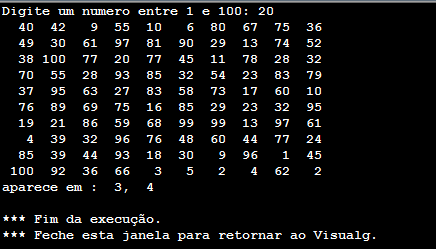 Digite um numero entre 1 e 100: 20
40 42 9 55 10 6 80 67 75 36
49 30 61 97 81 90 29 13 74 52
38 100 77 20 77 45 11 78 28 32
70 55 28 93 85 32 54 23 83 79
37 95 63 27 83 58 73 17 60 10
76 89 69 75 16 85 29 23 32 95
19 21 86 59 68 99 99 13 97 61
4 39 32 96 76 48 60 44 77 24
85 39 44 93 18 30 9 96 1 45
100 92 36 66 3 5 2 4 62 2
aparece em : 3, 4
*** Fim da execução.
*** Feche esta janela para retornar ao Visualg.